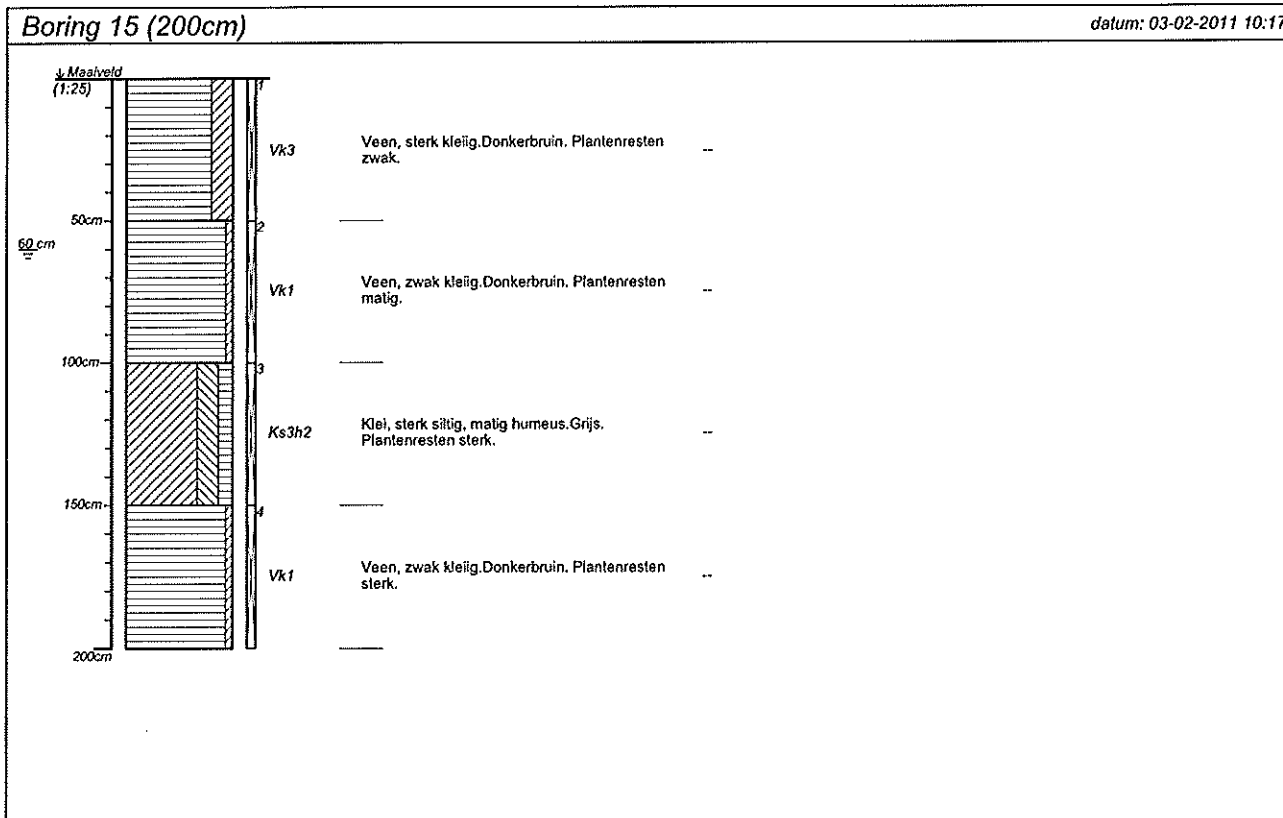 Boring 15 (200cm)
datum: 03-02-2011 10:17
↓ Maaiveld
(1:25)
1
Vk3
Veen, sterk kleiig.Donkerbruin. Plantenresten
zwak.
--
50cm
2
60 cm
Vk1
Veen, zwak kleiig.Donkerbruin. Plantenresten
matig.
--
100cm
3
Ks3h2
Klei, sterk siltig, matig humeus.Grijs.
Plantenresten sterk.
--
150cm
4
Vk1
Veen, zwak kleiig.Donkerbruin. Plantenresten
sterk.
--
200cm